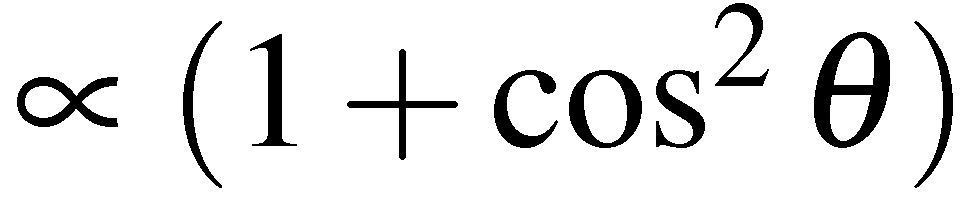 ∝ (1 + cos² θ)